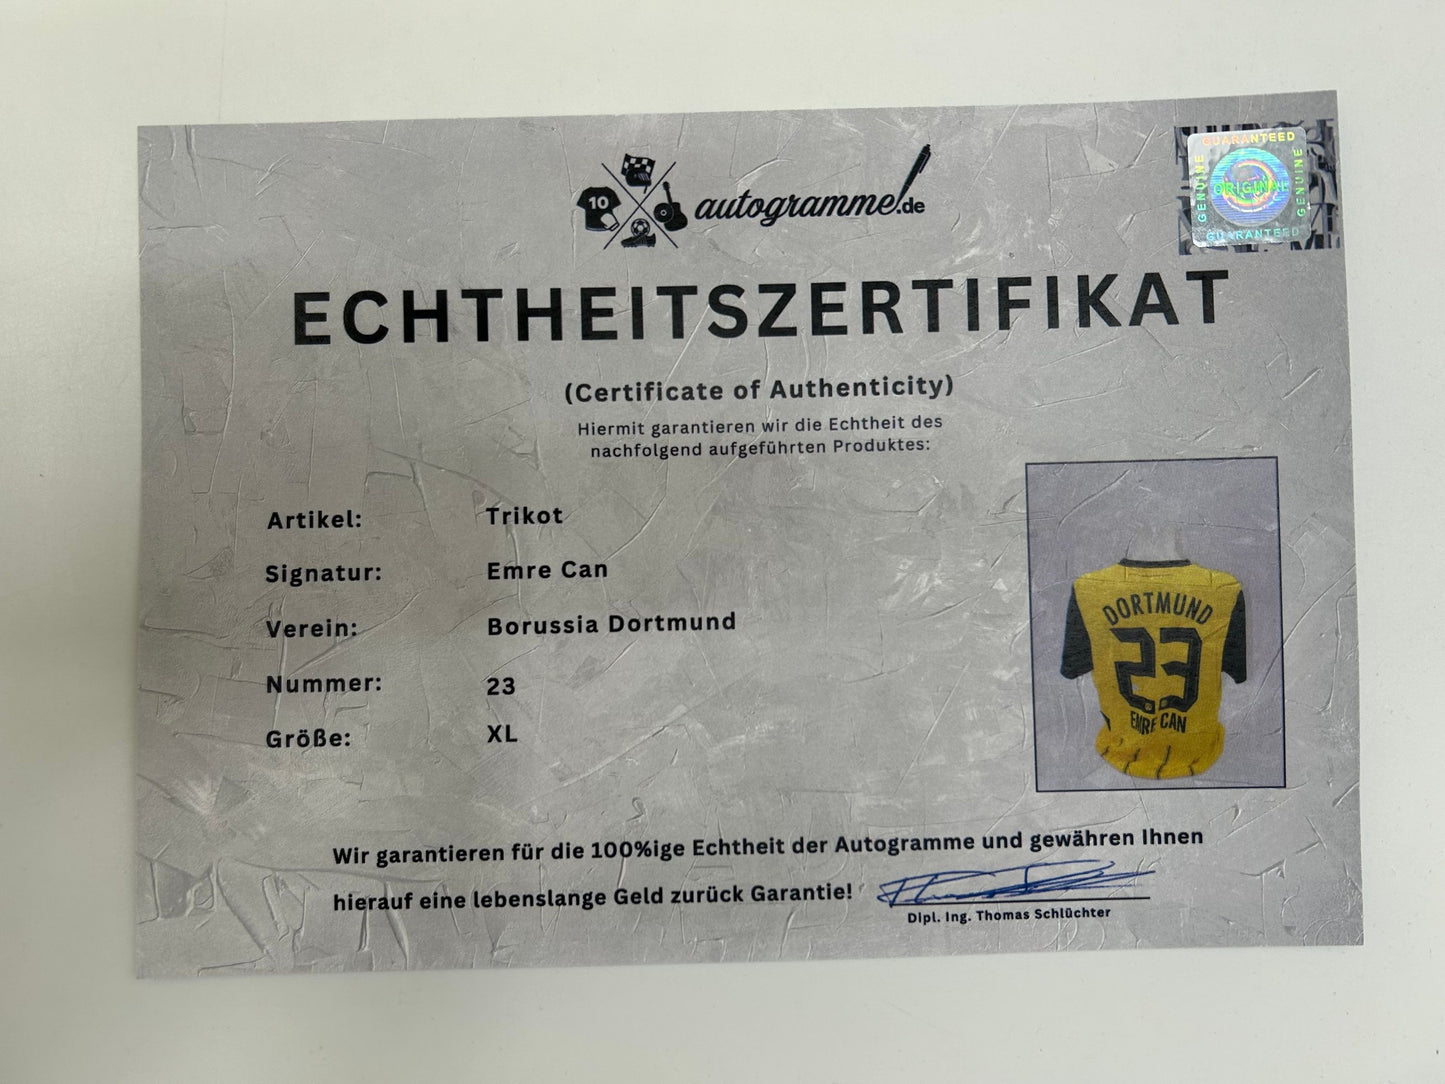 10
autogramme.de
GUARANTEED
GENUINE
ORIGINAL
GENUINE
GUARANTEED
ECHTHEITSZERTIFIKAT
(Certificate of Authenticity)
Hiermit garantieren wir die Echtheit des
nachfolgend aufgeführten Produktes:
Artikel: Trikot
Signatur: Emre Can
Verein: Borussia Dortmund
Nummer: 23
Größe: XL
DORTMUND
23
EMRE CAN
Wir garantieren für die 100%ige Echtheit der Autogramme und gewähren Ihnen
hierauf eine lebenslange Geld zurück Garantie!
Dipl. Ing. Thomas Schlüchter